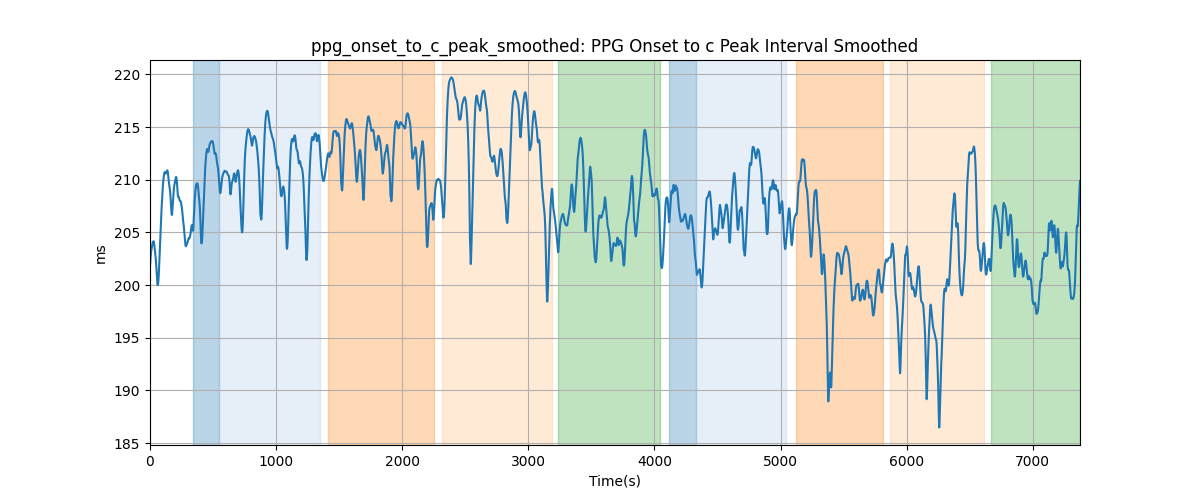 ppg_onset_to_c_peak_smoothed: PPG Onset to c Peak Interval Smoothed
220
215
210
205
200
195
190
185
ms
0 1000 2000 3000 4000 5000 6000 7000
Time(s)